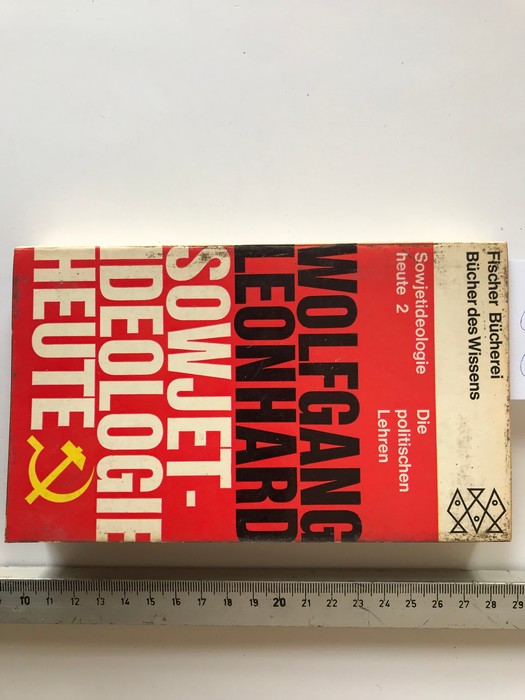 Fischer Bücherei
Bücher des Wissens
Sowjetideologie
heute 2
Die
politischen
Lehren
WOLFGANG
LEONHARD
SOWJET-
IDEOLOGIE
HEUTE
10 11 12 13 14 15 16 17 18 19 20 21 22 23 24 25 26 27 28 29